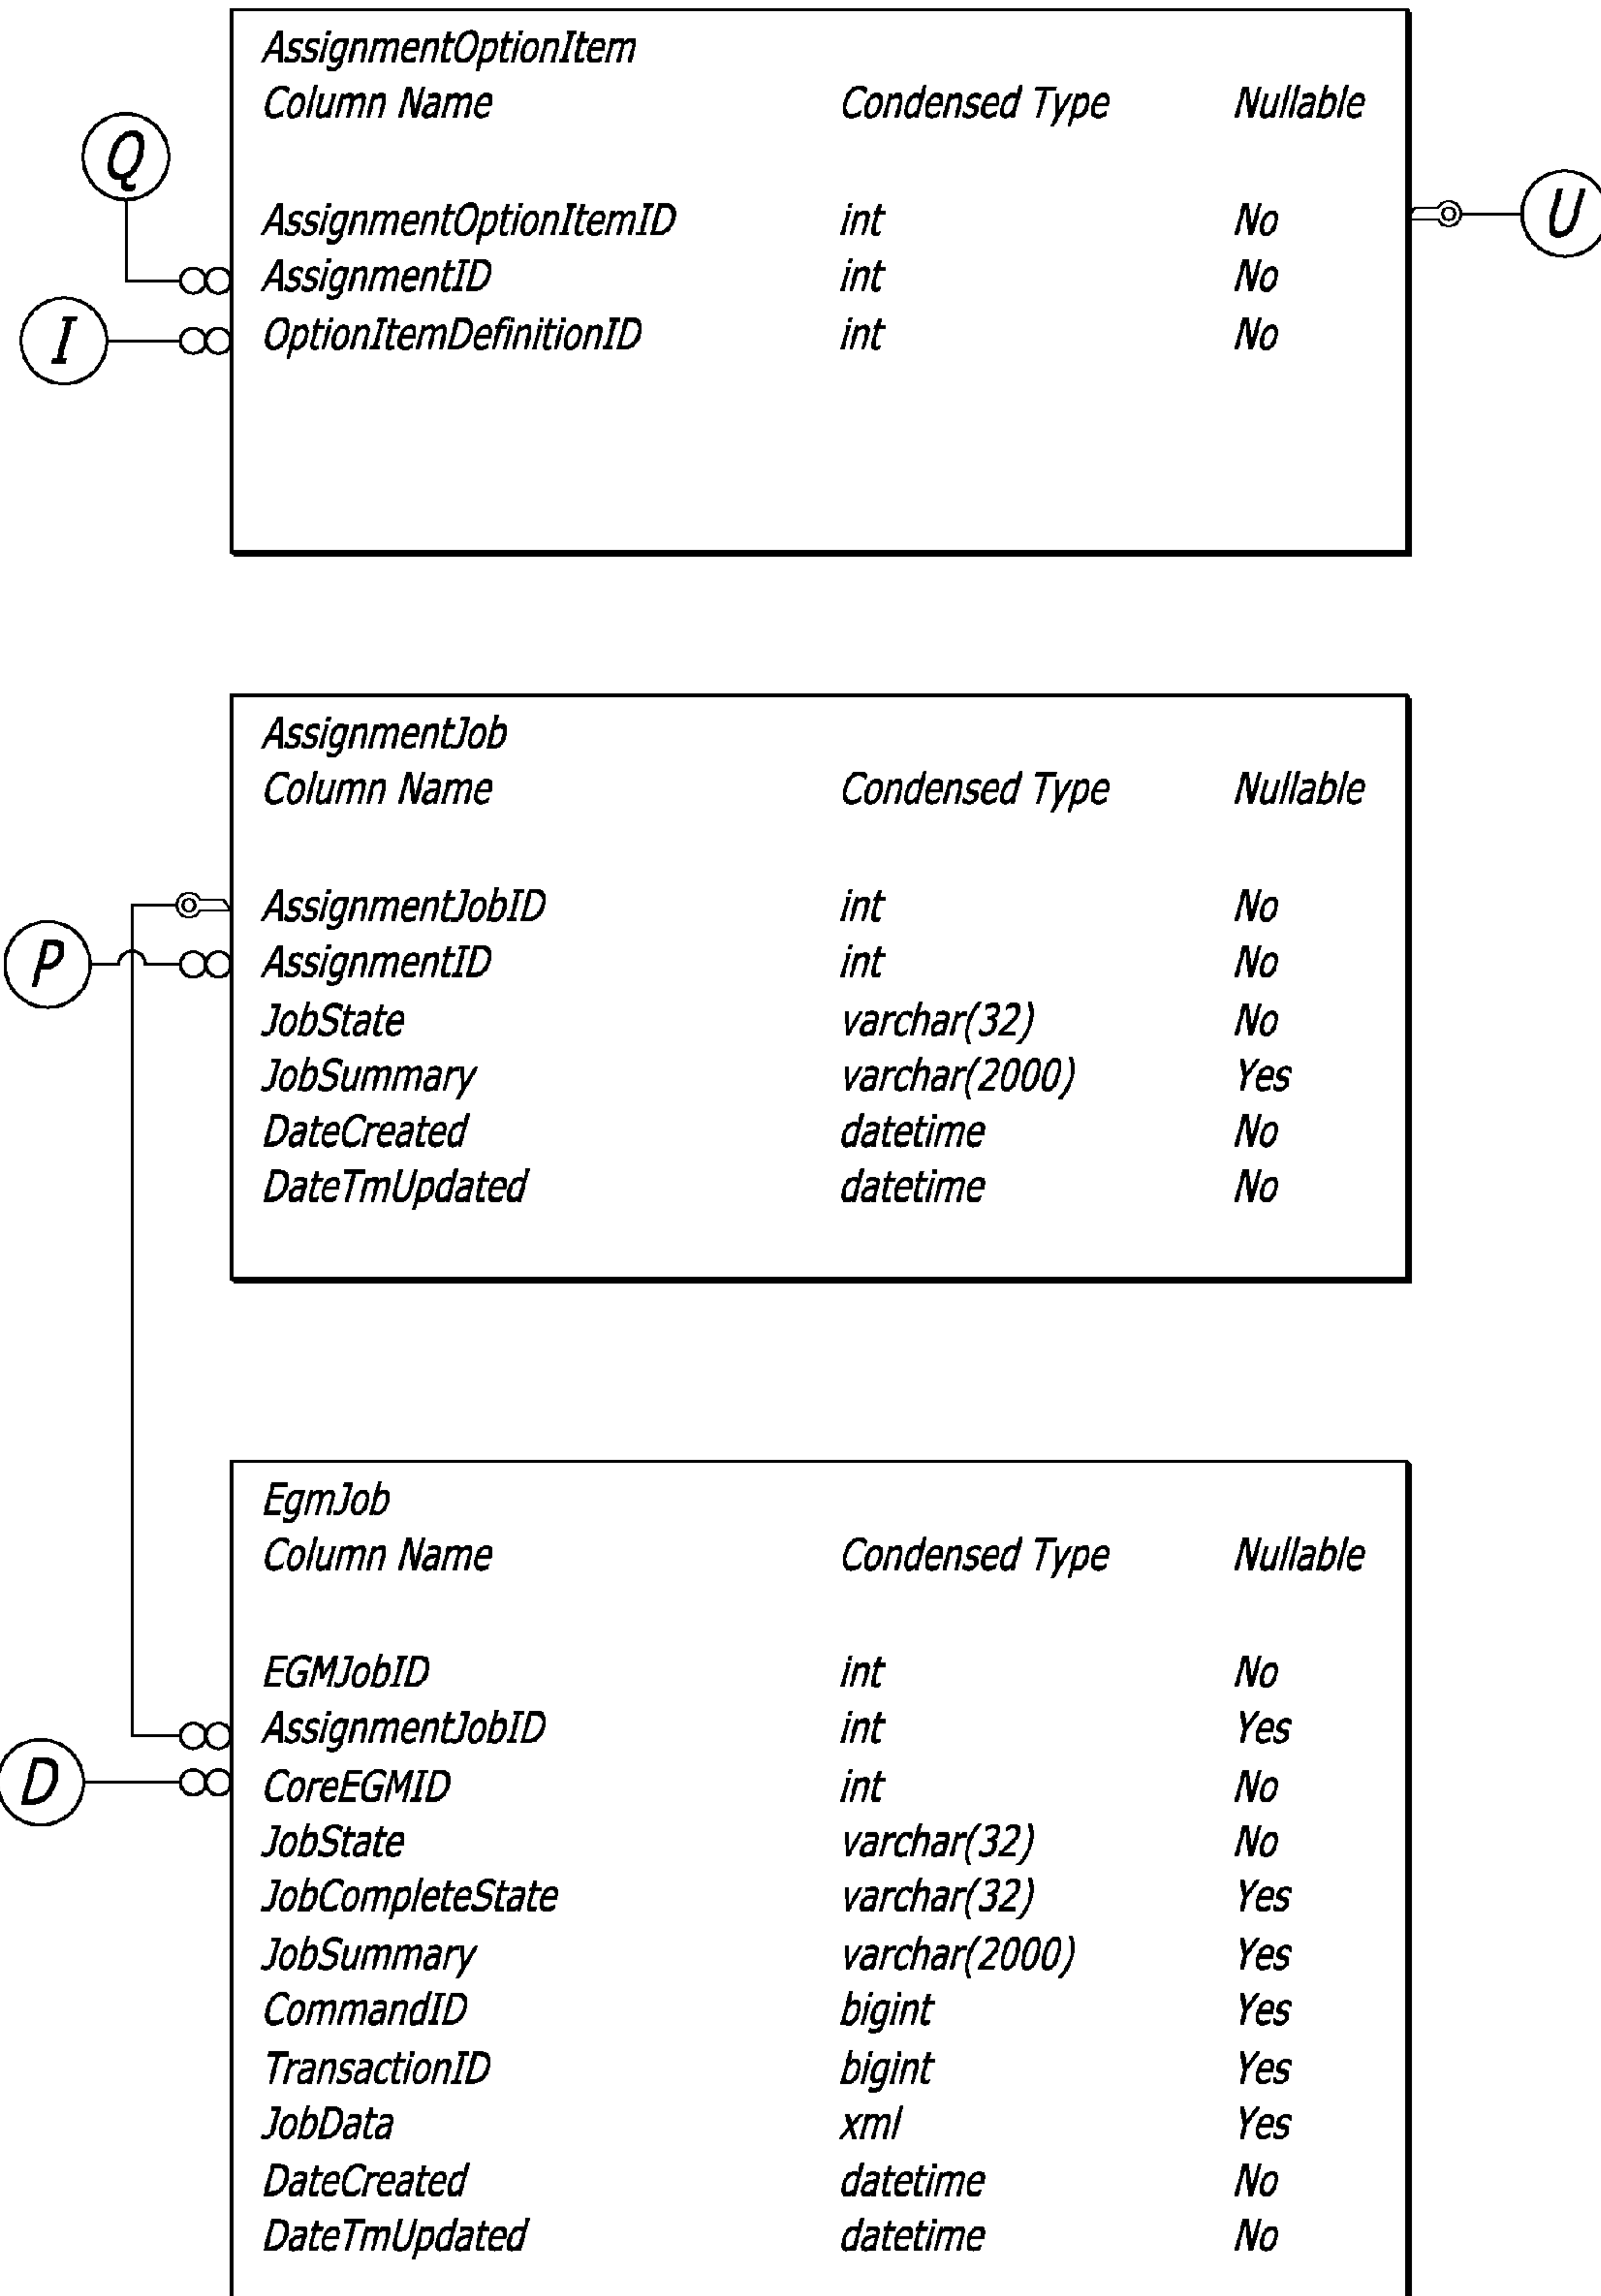 AssignmentOptionItem
Column Name Condensed Type Nullable
Q
AssignmentOptionItemID int No
U
AssignmentID int No
I
OptionItemDefinitionID int No
AssignmentJob
Column Name Condensed Type Nullable
AssignmentJobID int No
P
AssignmentID int No
JobState varchar(32) No
JobSummary varchar(2000) Yes
DateCreated datetime No
DateTmUpdated datetime No
EgmJob
Column Name Condensed Type Nullable
EGMJobID int No
AssignmentJobID int Yes
D
CoreEGMID int No
JobState varchar(32) No
JobCompleteState varchar(32) Yes
JobSummary varchar(2000) Yes
CommandID bigint Yes
TransactionID bigint Yes
JobData xml Yes
DateCreated datetime No
DateTmUpdated datetime No